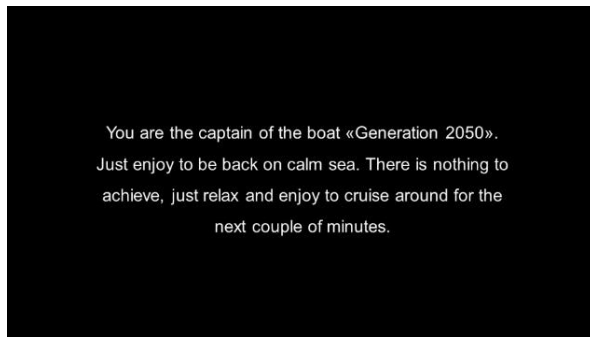 You are the captain of the boat «Generation 2050».
Just enjoy to be back on calm sea. There is nothing to
achieve, just relax and enjoy to cruise around for the
next couple of minutes.